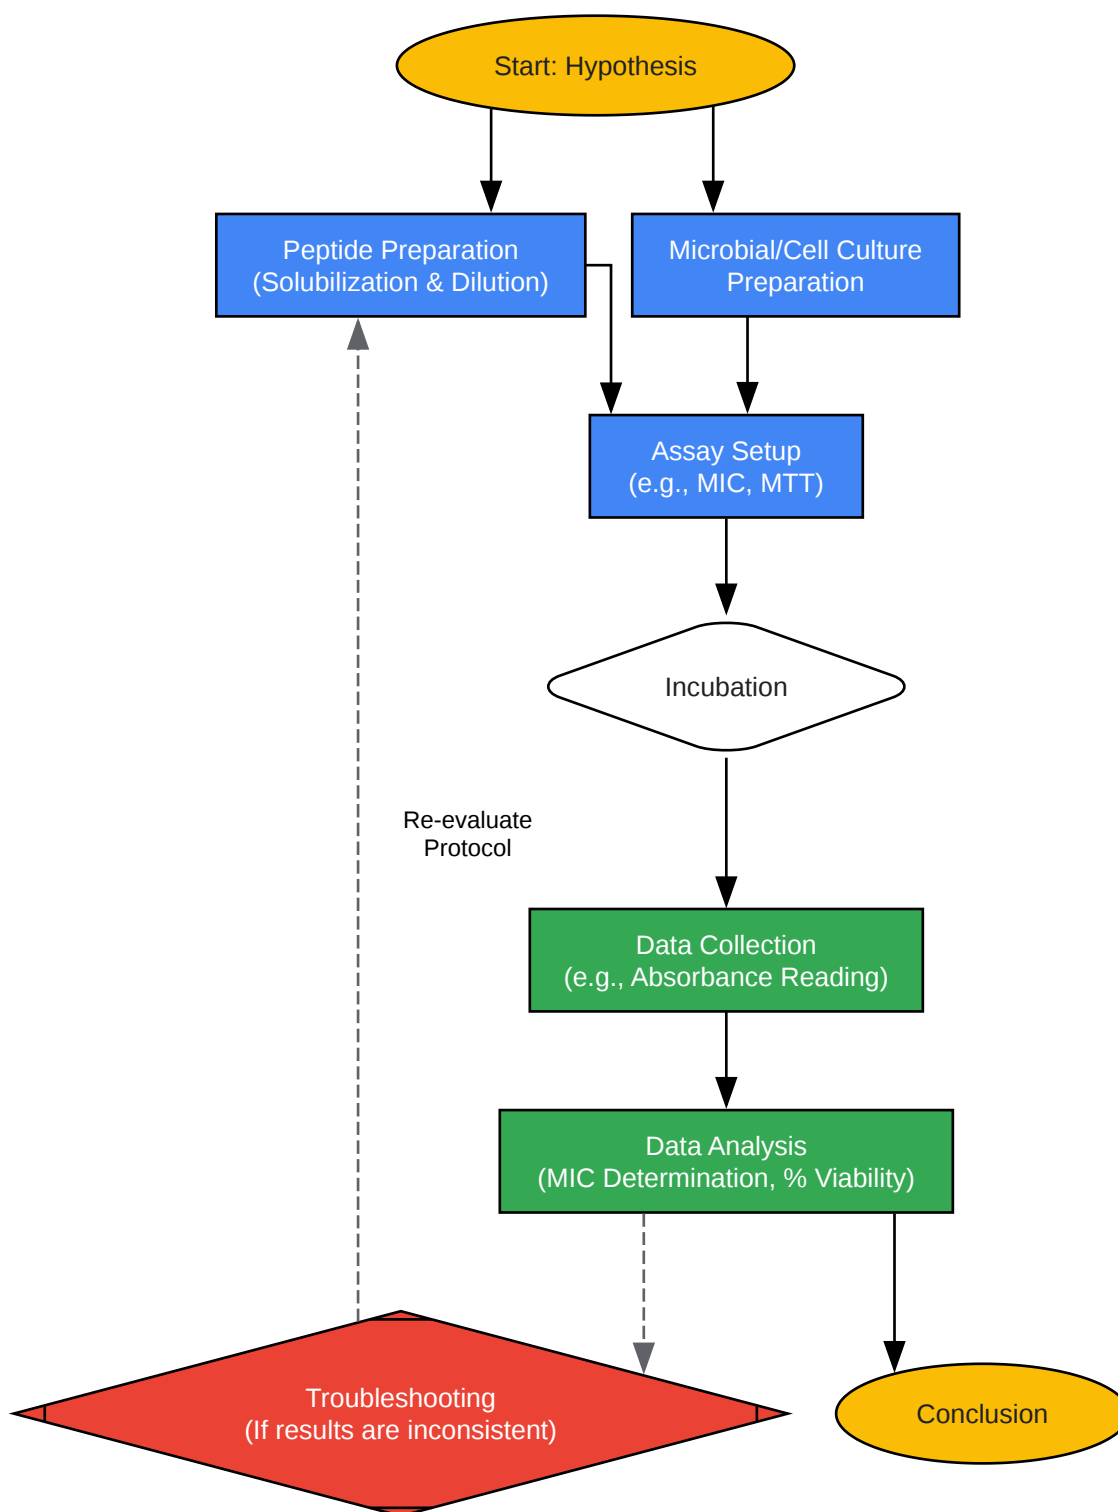 Start: Hypothesis
Peptide Preparation
(Solubilization & Dilution)
Microbial/Cell Culture
Preparation
Assay Setup
(e.g., MIC, MTT)
Incubation
Re-evaluate
Protocol
Data Collection
(e.g., Absorbance Reading)
Data Analysis
(MIC Determination, % Viability)
Troubleshooting
(If results are inconsistent)
Conclusion